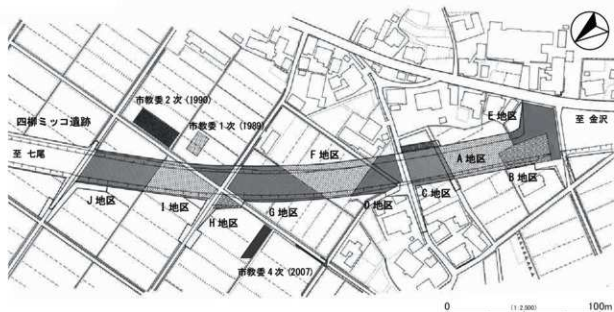 市教委2次 (1990)
四柳ミッコ遺跡
市教委1次 (1989)
E 地区
至 金沢
至 七尾
F 地区
A 地区
B 地区
C 地区
D 地区
J 地区
I 地区
G 地区
H 地区
市教委4次 (2007)
0
(1:2,500)
100m